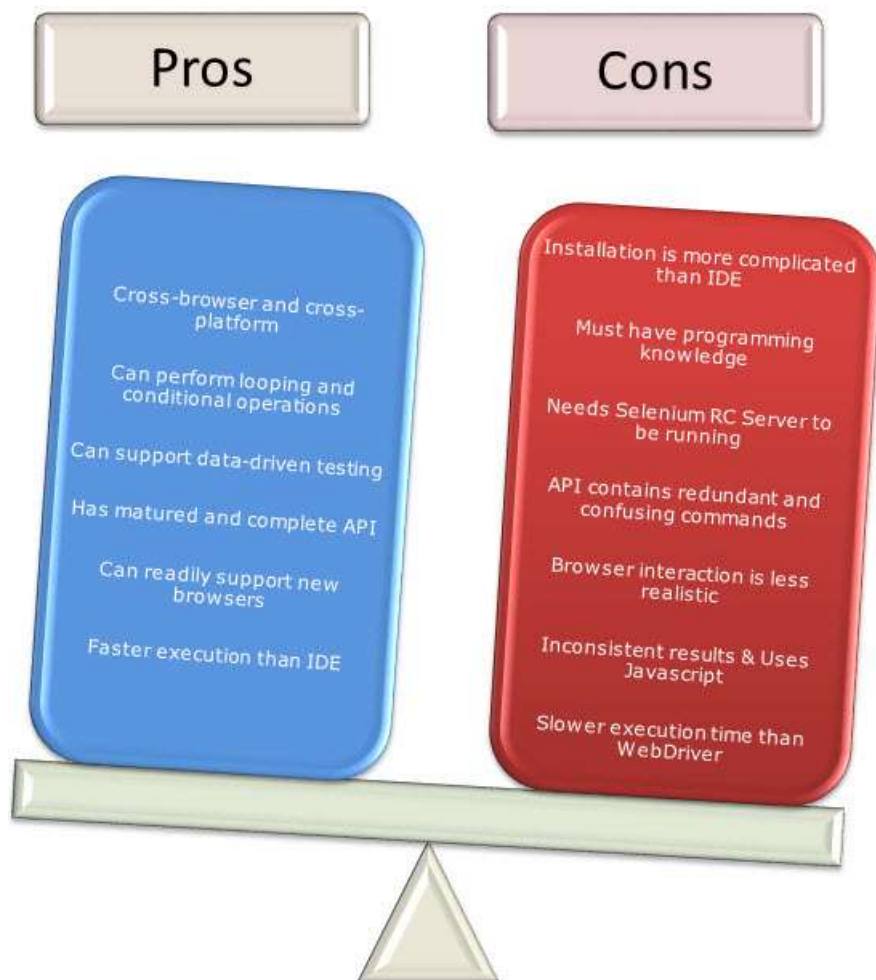 Pros
Cons
Cross-browser and cross-
platform
Can perform looping and
conditional operations
Can support data-driven testing
Has matured and complete API
Can readily support new
browsers
Faster execution than IDE
Installation is more complicated
than IDE
Must have programming
knowledge
Needs Selenium RC Server to
be running
API contains redundant and
confusing commands
Browser interaction is less
realistic
Inconsistent results & Uses
Javascript
Slower execution time than
WebDriver